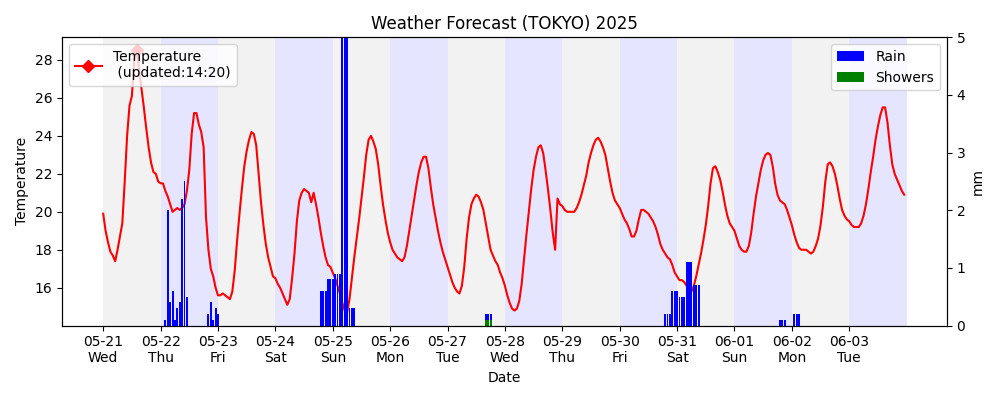 Weather Forecast (TOKYO) 2025
Temperature
(updated:14:20)
Rain
Showers
28
26
24
22
20
18
16
Temperature
5
4
3
2
1
0
mm
05-21 05-22 05-23 05-24 05-25 05-26 05-27 05-28 05-29 05-30 05-31 06-01 06-02 06-03
Wed Thu Fri Sat Sun Mon Tue Wed Thu Fri Sat Sun Mon Tue
Date